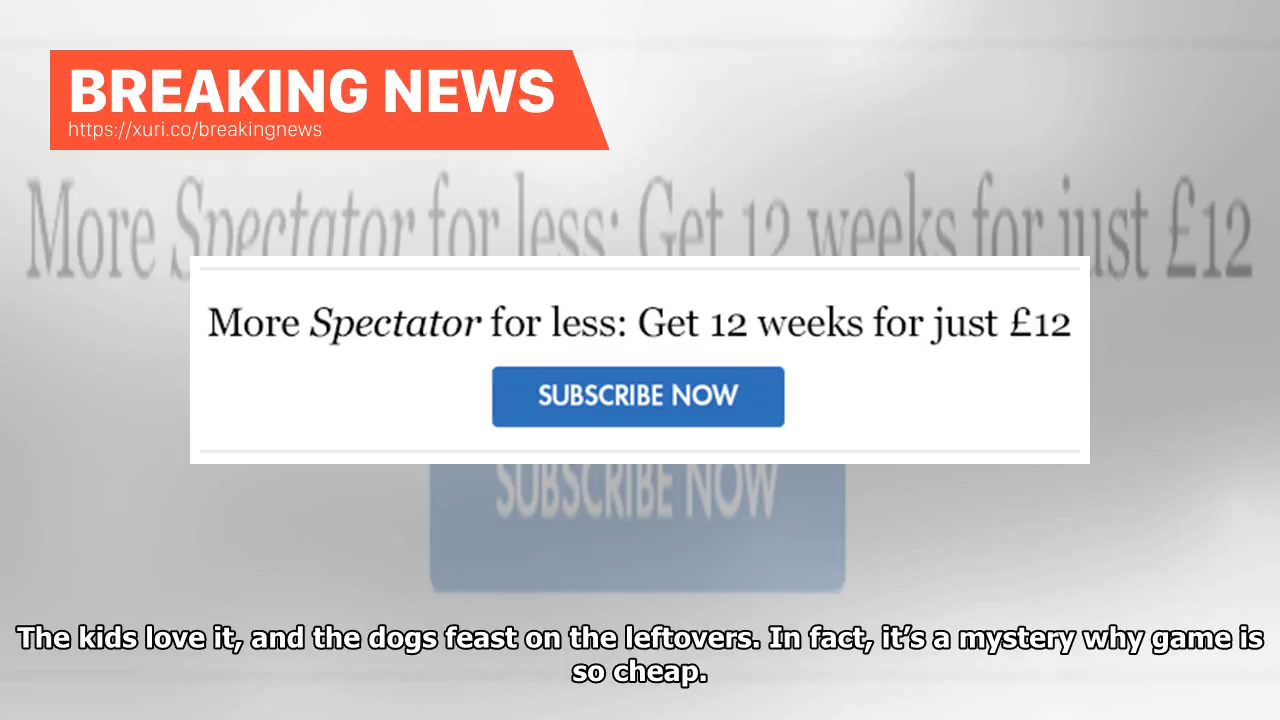 BREAKING NEWS
https://xuri.co/breakingnews
More Spectator for less: Get 12 weeks for just £12
More Spectator for less: Get 12 weeks for just £12
SUBSCRIBE NOW
SUBSCRIBE NOW
The kids love it, and the dogs feast on the leftovers. In fact, it’s a mystery why game is
so cheap.